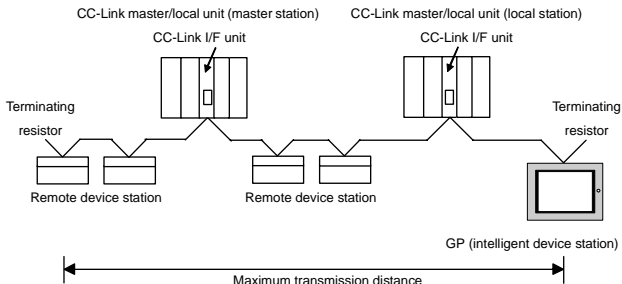 CC-Link master/local unit (master station)
CC-Link master/local unit (local station)
CC-Link I/F unit
CC-Link I/F unit
Terminating
resistor
Terminating
resistor
Remote device station
Remote device station
GP (intelligent device station)
Maximum transmission distance